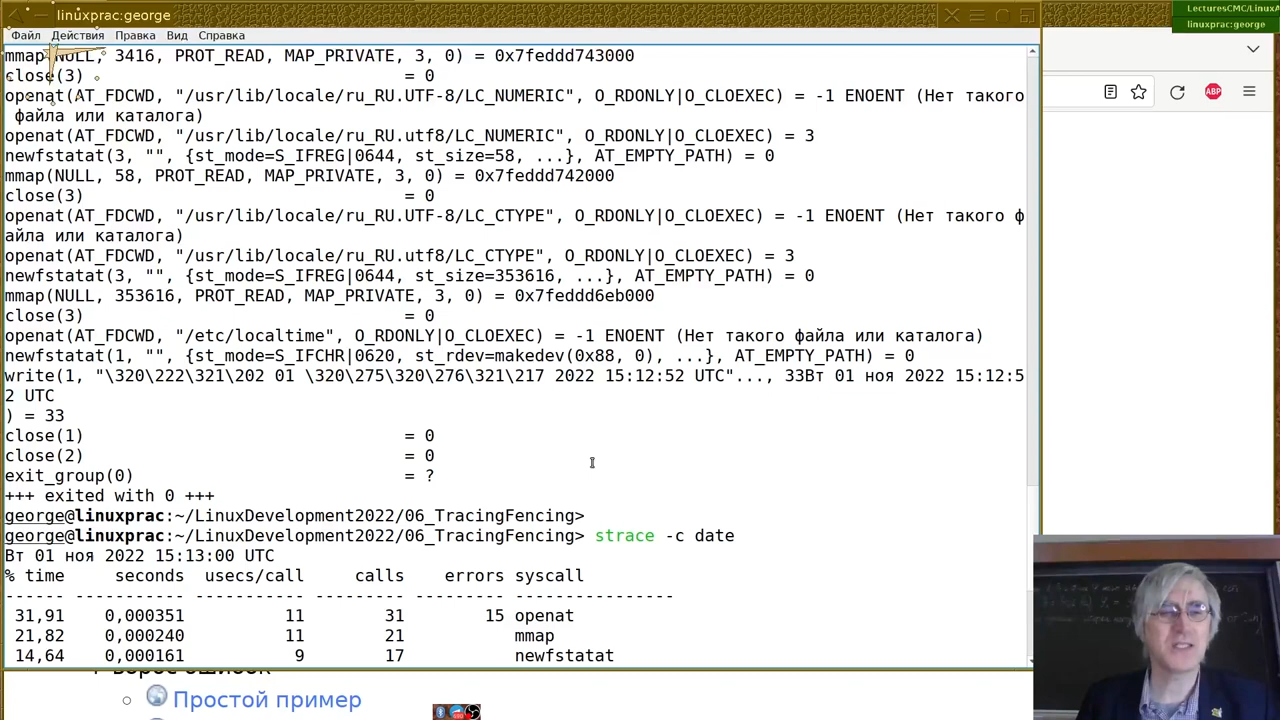 linuxprac:george
LecturesCMC/LinuxA
linuxprac:george
Файл Действия Правка Вид Справка
mmap(NULL, 3416, PROT_READ, MAP_PRIVATE, 3, 0) = 0x7feddd743000
close(3) = 0
openat(AT_FDCWD, "/usr/lib/locale/ru_RU.UTF-8/LC_NUMERIC", O_RDONLY|O_CLOEXEC) = -1 ENOENT (Нет такого
файла или каталога)
openat(AT_FDCWD, "/usr/lib/locale/ru_RU.utf8/LC_NUMERIC", O_RDONLY|O_CLOEXEC) = 3
newfstatat(3, "", {st_mode=S_IFREG|0644, st_size=58, ...}, AT_EMPTY_PATH) = 0
mmap(NULL, 58, PROT_READ, MAP_PRIVATE, 3, 0) = 0x7feddd742000
close(3) = 0
openat(AT_FDCWD, "/usr/lib/locale/ru_RU.UTF-8/LC_CTYPE", O_RDONLY|O_CLOEXEC) = -1 ENOENT (Нет такого ф
айла или каталога)
openat(AT_FDCWD, "/usr/lib/locale/ru_RU.utf8/LC_CTYPE", O_RDONLY|O_CLOEXEC) = 3
newfstatat(3, "", {st_mode=S_IFREG|0644, st_size=353616, ...}, AT_EMPTY_PATH) = 0
mmap(NULL, 353616, PROT_READ, MAP_PRIVATE, 3, 0) = 0x7feddd6eb000
close(3) = 0
openat(AT_FDCWD, "/etc/localtime", O_RDONLY|O_CLOEXEC) = -1 ENOENT (Нет такого файла или каталога)
newfstatat(1, "", {st_mode=S_IFCHR|0620, st_rdev=makedev(0x88, 0), ...}, AT_EMPTY_PATH) = 0
write(1, "\320\222\321\202 01 \320\275\320\276\321\217 2022 15:12:52 UTC"..., 33Вт 01 ноя 2022 15:12:5
2 UTC
) = 33
close(1) = 0
close(2) = 0
exit_group(0) = ?
+++ exited with 0 +++
george@linuxprac:~/LinuxDevelopment2022/06_TracingFencing>
george@linuxprac:~/LinuxDevelopment2022/06_TracingFencing> strace -c date
Вт 01 ноя 2022 15:13:00 UTC
% time seconds usecs/call calls errors syscall
------ ----------- ----------- --------- --------- ----------------
31,91 0,000351 11 31 15 openat
21,82 0,000240 11 21 mmap
14,64 0,000161 9 17 newfstatat
Простой пример
ABP